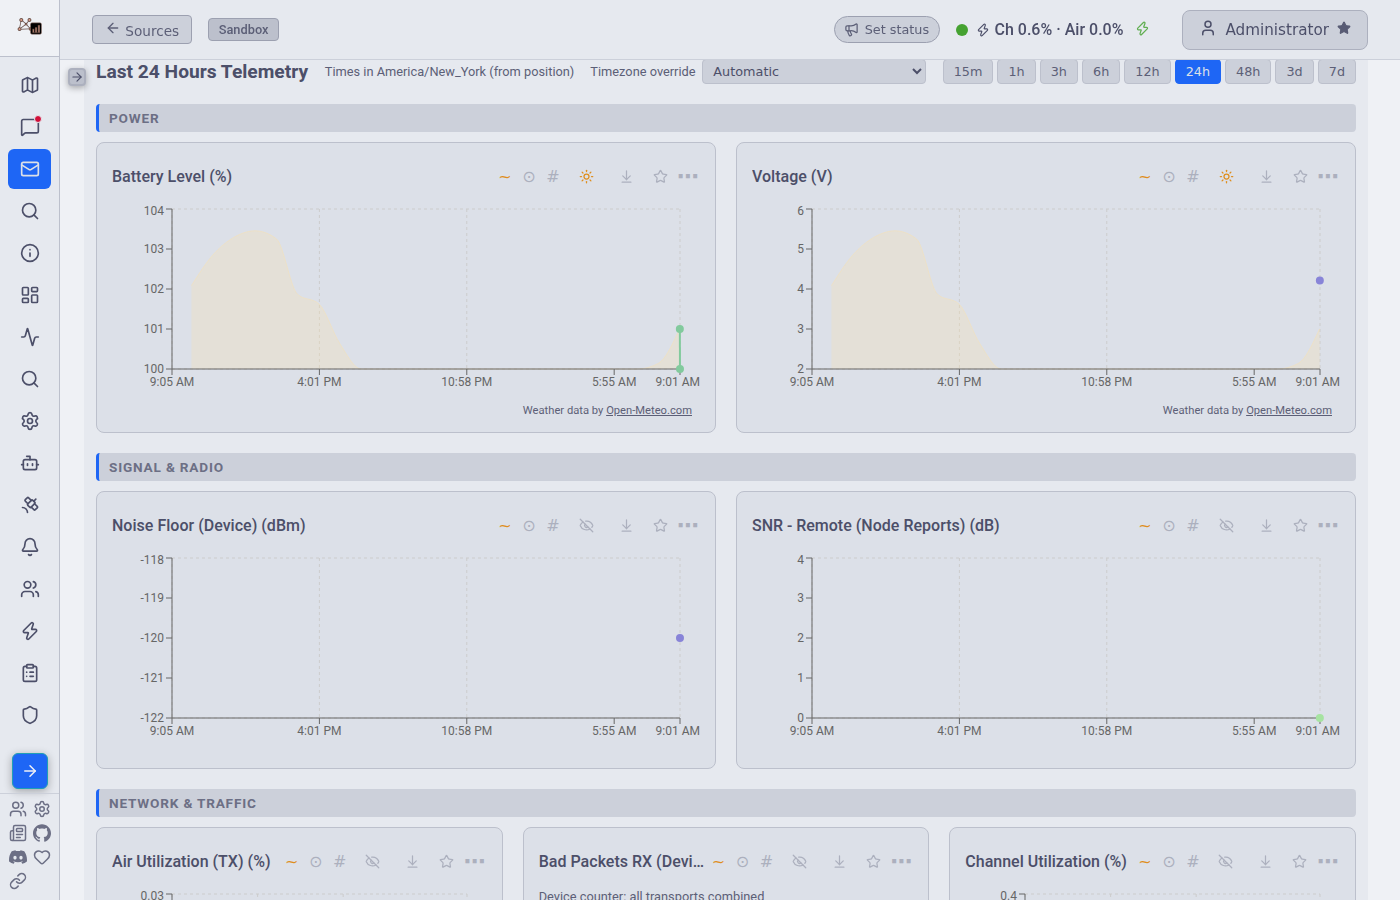 Sources
Sandbox
Set status
Ch 0.6% · Air 0.0%
Administrator
Last 24 Hours Telemetry
Times in America/New_York (from position)
Timezone override
Automatic
15m
1h
3h
6h
12h
24h
48h
3d
7d
POWER
Battery Level (%)
104
103
102
101
100
9:05 AM
4:01 PM
10:58 PM
5:55 AM
9:01 AM
Weather data by Open-Meteo.com
Voltage (V)
6
5
4
3
2
9:05 AM
4:01 PM
10:58 PM
5:55 AM
9:01 AM
Weather data by Open-Meteo.com
SIGNAL & RADIO
Noise Floor (Device) (dBm)
-118
-119
-120
-121
-122
9:05 AM
4:01 PM
10:58 PM
5:55 AM
9:01 AM
SNR - Remote (Node Reports) (dB)
4
3
2
1
0
9:05 AM
4:01 PM
10:58 PM
5:55 AM
9:01 AM
NETWORK & TRAFFIC
Air Utilization (TX) (%)
0.03
Bad Packets RX (Devi...
Device counter: all transports combined
Channel Utilization (%)
0.4